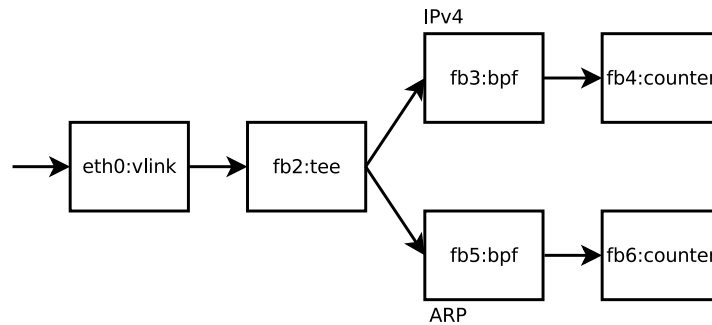 IPv4
fb3:bpf
fb4:counter
eth0:vlink
fb2:tee
fb5:bpf
fb6:counter
ARP